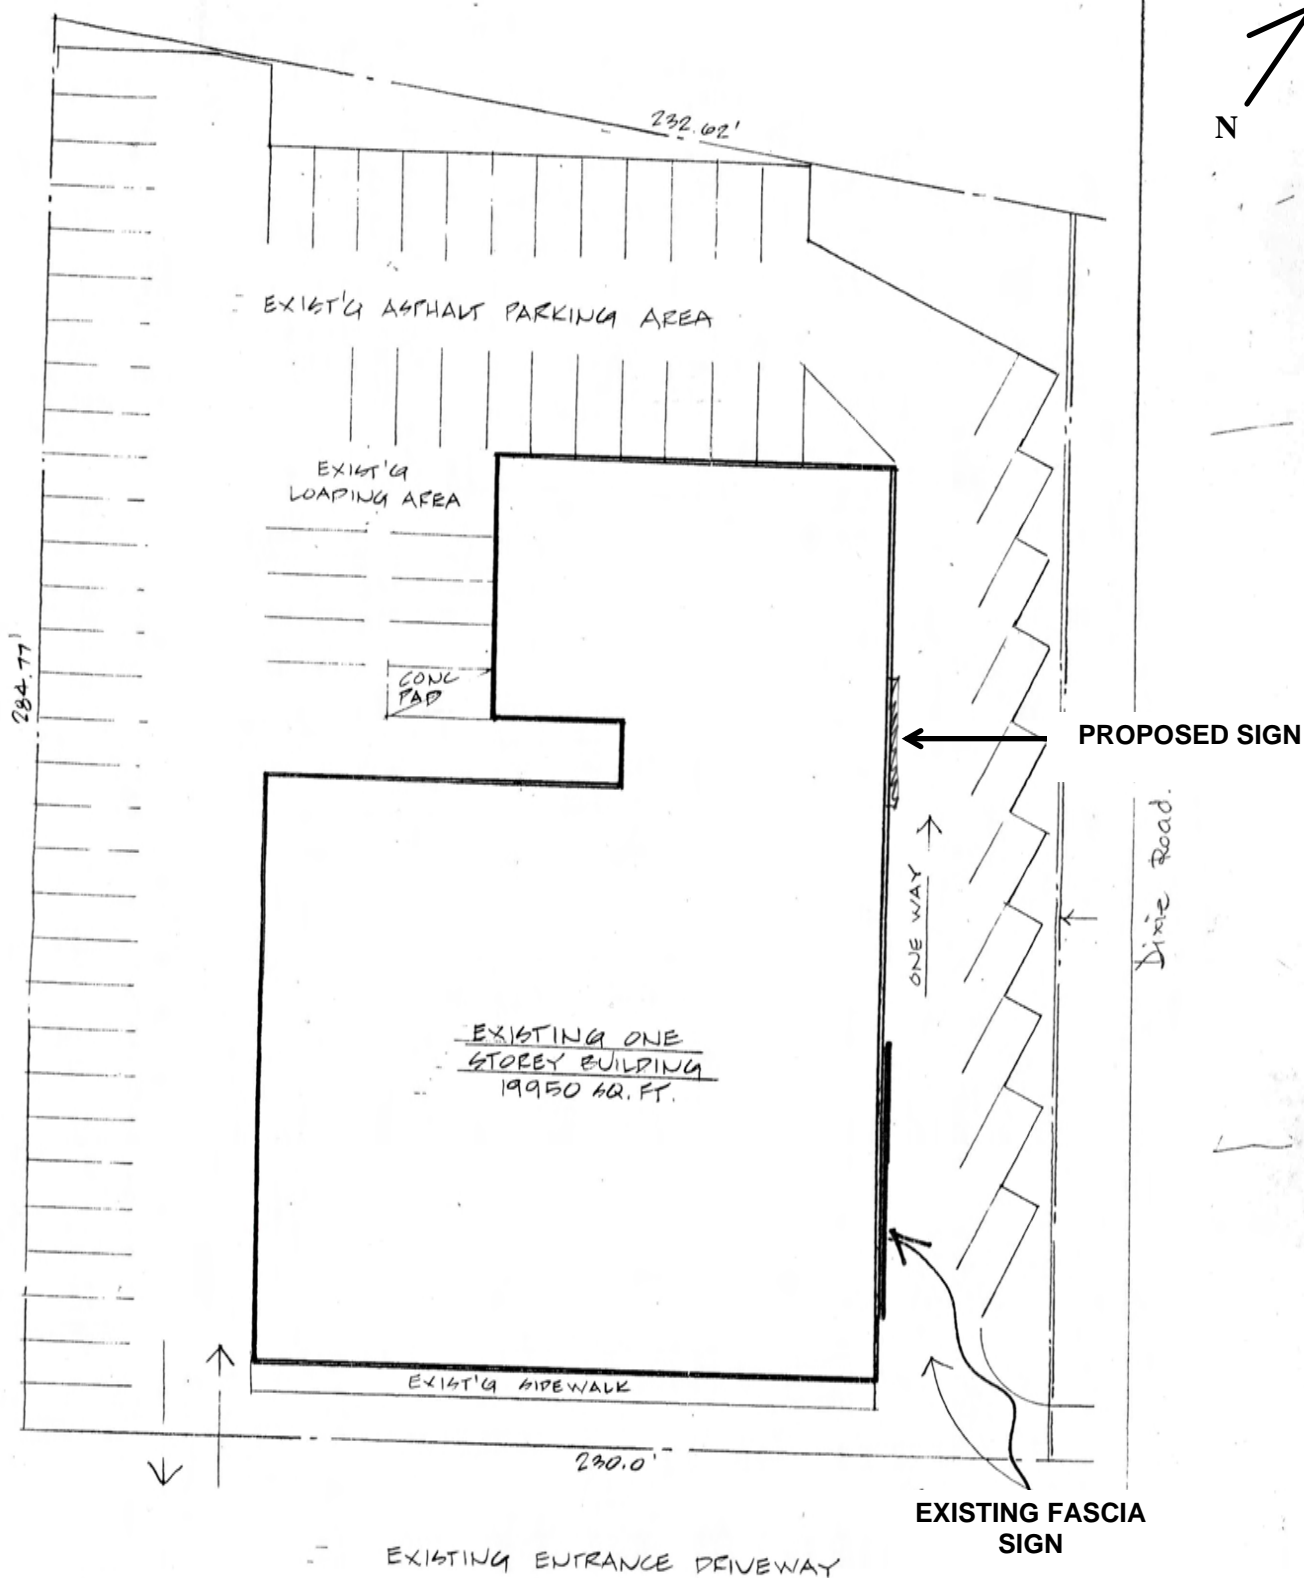 232.62'
N
EXIST'G ASPHALT PARKING AREA
EXIST'G
LOADING AREA
CONC
PAD
284.77'
PROPOSED SIGN
Dixie Road.
ONE WAY
EXISTING ONE
STOREY BUILDING
19950 SQ. FT.
EXIST'G SIDEWALK
230.0'
EXISTING FASCIA
SIGN
EXISTING ENTRANCE DRIVEWAY